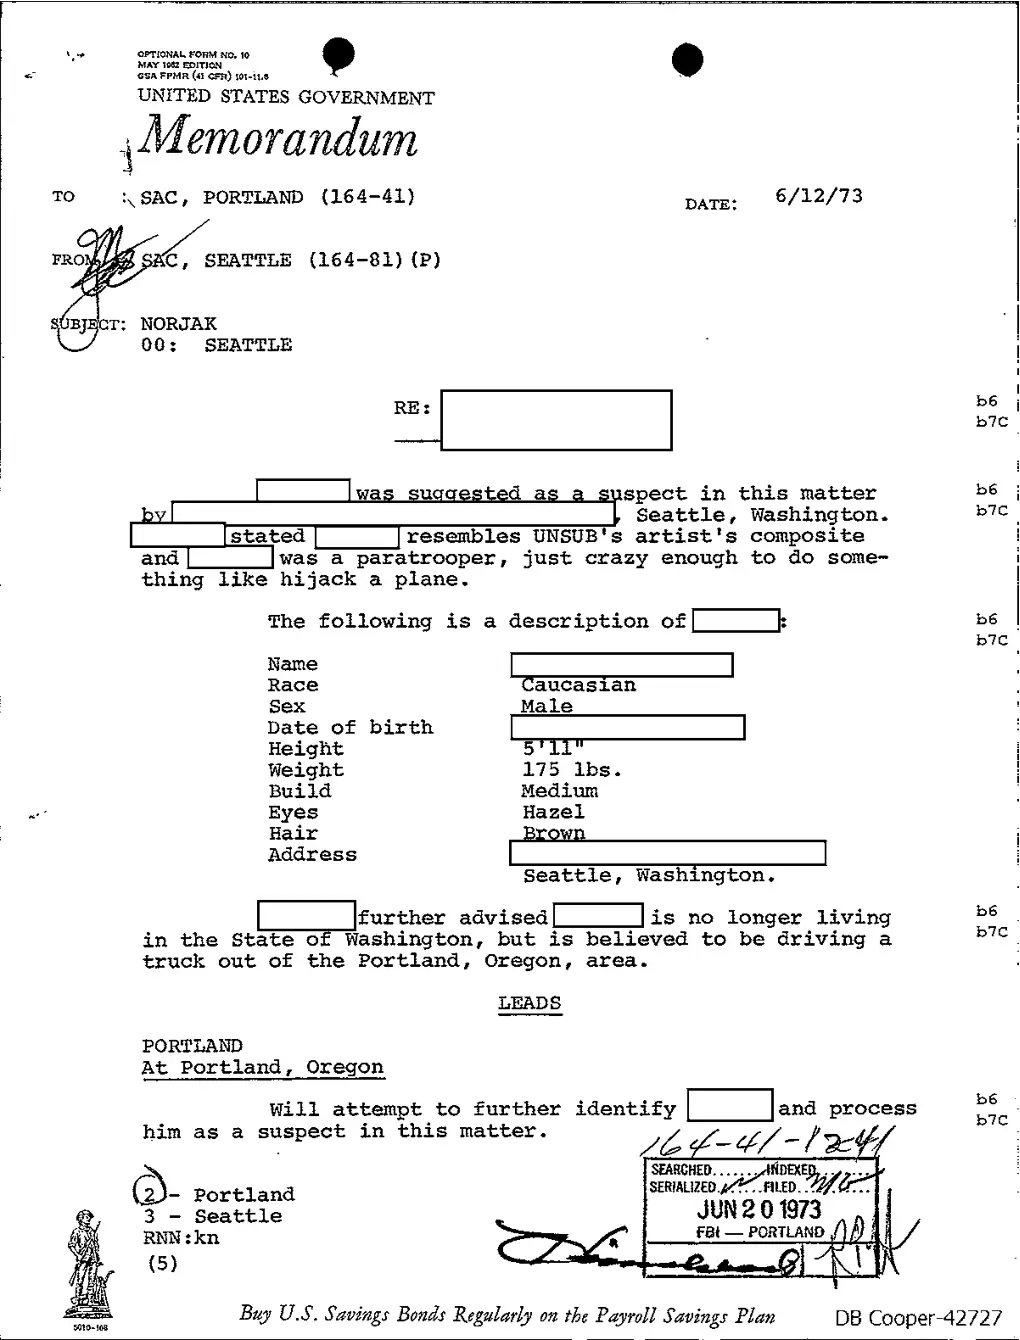 OPTIONAL FORM NO. 10
MAY 1962 EDITION
GSA FPMR (41 CFR) 101-11.6
UNITED STATES GOVERNMENT
Memorandum
TO : SAC, PORTLAND (164-41) DATE: 6/12/73
FROM SAC, SEATTLE (164-81)(P)
SUBJECT: NORJAK
OO: SEATTLE
RE: b6
b7C
was suggested as a suspect in this matter b6
by , Seattle, Washington. b7C
stated resembles UNSUB's artist's composite
and was a paratrooper, just crazy enough to do some-
thing like hijack a plane.
The following is a description of : b6
b7C
Name
Race Caucasian
Sex Male
Date of birth
Height 5'11"
Weight 175 lbs.
Build Medium
Eyes Hazel
Hair Brown
Address
Seattle, Washington.
further advised is no longer living b6
in the State of Washington, but is believed to be driving a b7C
truck out of the Portland, Oregon, area.
LEADS
PORTLAND
At Portland, Oregon
Will attempt to further identify and process b6
him as a suspect in this matter. b7C
164-41-1241
SEARCHED.......INDEXED.......
SERIALIZED.......FILED.......
JUN 20 1973
FBI — PORTLAND
2 - Portland
3 - Seattle
RNN:kn
(5)
5010-108
Buy U.S. Savings Bonds Regularly on the Payroll Savings Plan
DB Cooper-42727